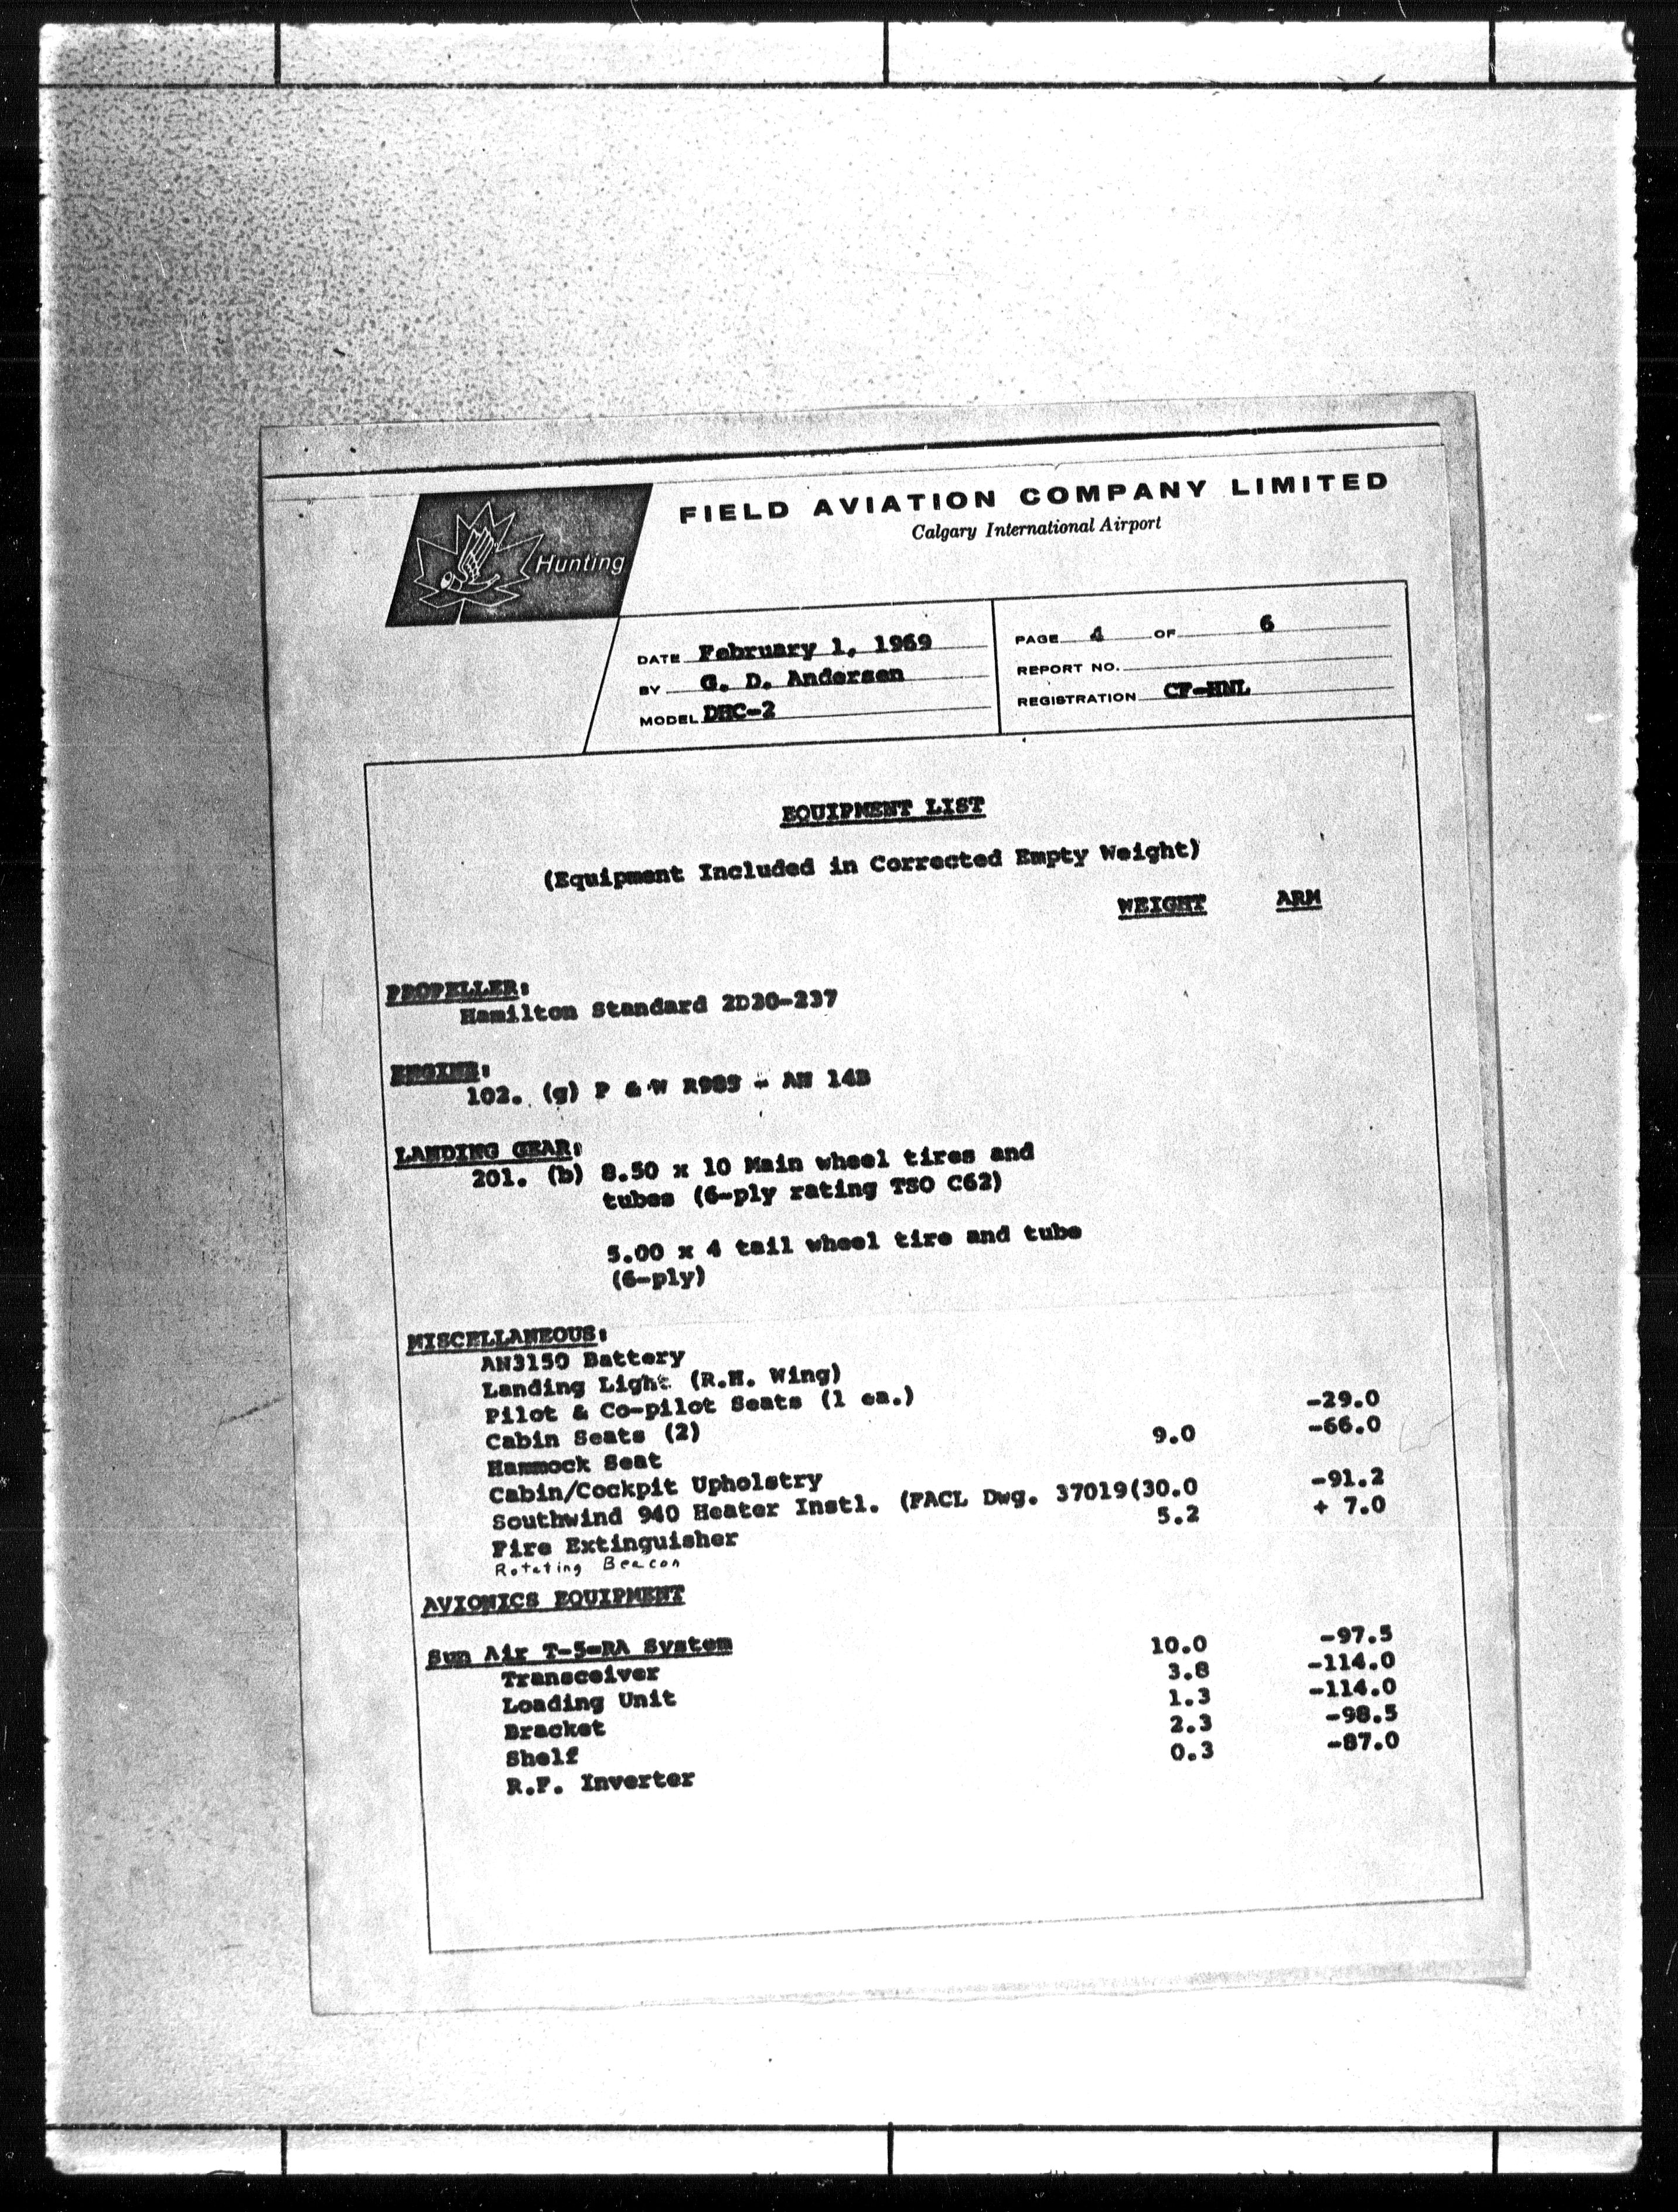 Hunting
FIELD AVIATION COMPANY LIMITED
Calgary International Airport
DATE February 1, 1969
BY G. D. Andersen
MODEL DHC-2
PAGE 4 OF 6
REPORT NO.
REGISTRATION CF-HNL
EQUIPMENT LIST
(Equipment Included in Corrected Empty Weight)
WEIGHT ARM
PROPELLER:
Hamilton Standard 2D30-237
ENGINE:
102. (g) P & W R985 - AN 14B
LANDING GEAR:
201. (b) 8.50 x 10 Main wheel tires and
tubes (6-ply rating TSO C62)
5.00 x 4 tail wheel tire and tube
(6-ply)
MISCELLANEOUS:
AN3150 Battery
Landing Light (R.H. Wing)
Pilot & Co-pilot Seats (1 ea.)
Cabin Seats (2) -29.0
Hammock Seat 9.0 -66.0
Cabin/Cockpit Upholstry
Southwind 940 Heater Instl. (FACL Dwg. 37019(30.0 -91.2
Fire Extinguisher 5.2 + 7.0
Rotating Beacon
AVIONICS EQUIPMENT
Sun Air T-5-RA System
Transceiver 10.0 -97.5
Loading Unit 3.8 -114.0
Bracket 1.3 -114.0
Shelf 2.3 -98.5
R.F. Inverter 0.3 -87.0